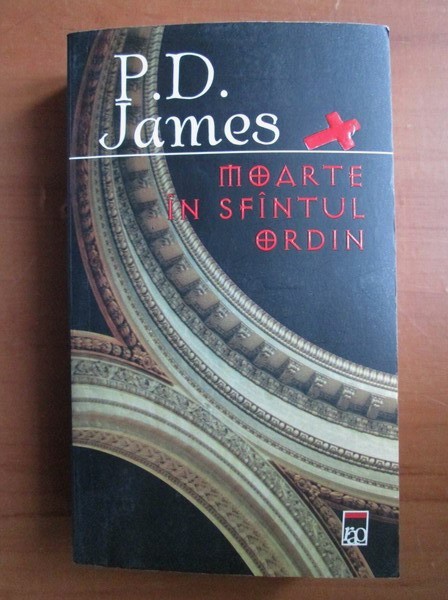 P.D.
James
MOARTE
ÎN SFÎNTUL
ORDIN
rao